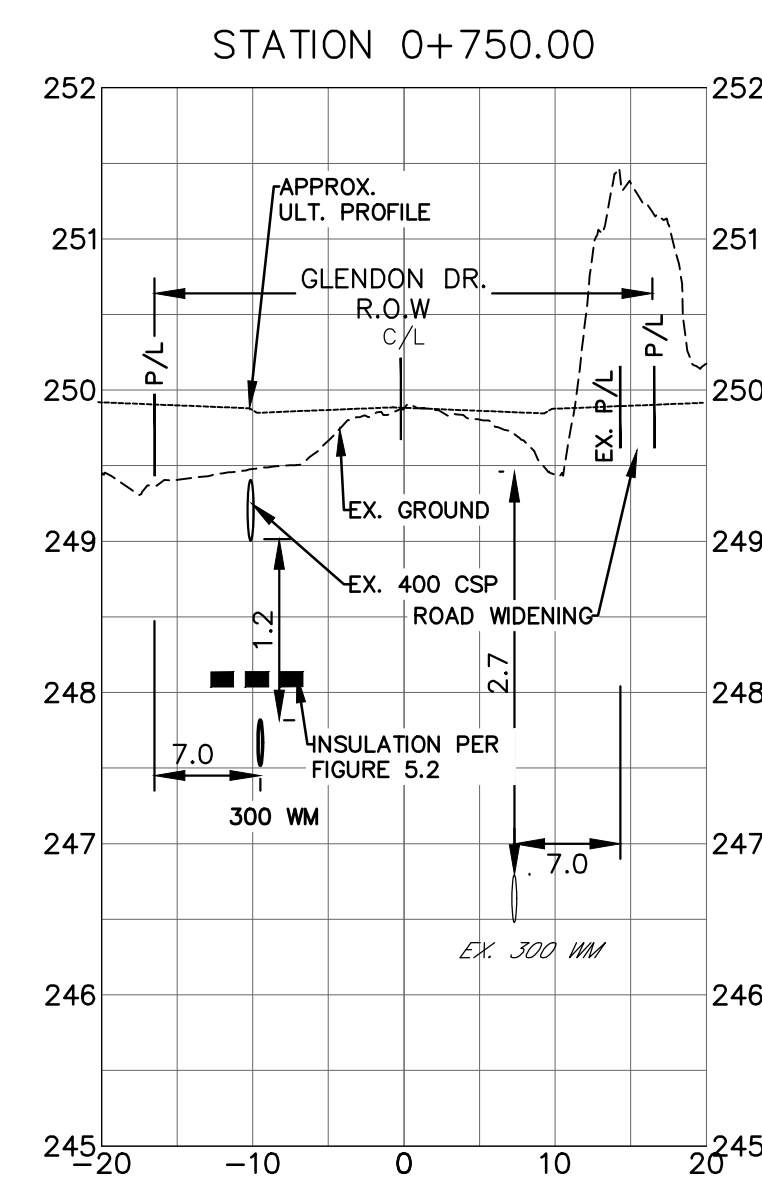 STATION 0+750.00
252
252
APPROX.
ULT. PROFILE
251
251
GLENDON DR.
R.O.W
C/L
P/L
P/L
EX. P/L
250
250
EX. GROUND
249
249
EX. 400 CSP
ROAD WIDENING
1.2
2.7
248
248
INSULATION PER
FIGURE 5.2
7.0
300 WM
247
247
7.0
EX. 300 WM
246
246
245
245
-20
-10
0
10
20